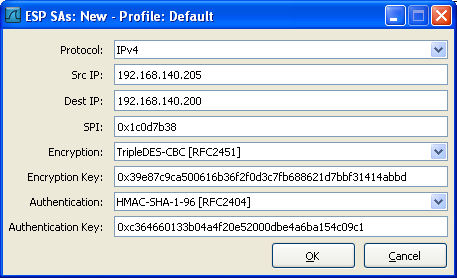 ESP SAs: New - Profile: Default
Protocol: IPv4
Src IP: 192.168.140.205
Dest IP: 192.168.140.200
SPI: 0x1c0d7b38
Encryption: TripleDES-CBC [RFC2451]
Encryption Key: 0x39e87c9ca500616b36f2f0d3c7fb688621d7bbf31414abbd
Authentication: HMAC-SHA-1-96 [RFC2404]
Authentication Key: 0xc364660133b04a4f20e52000dbe4a6ba154c09c1
OK Cancel